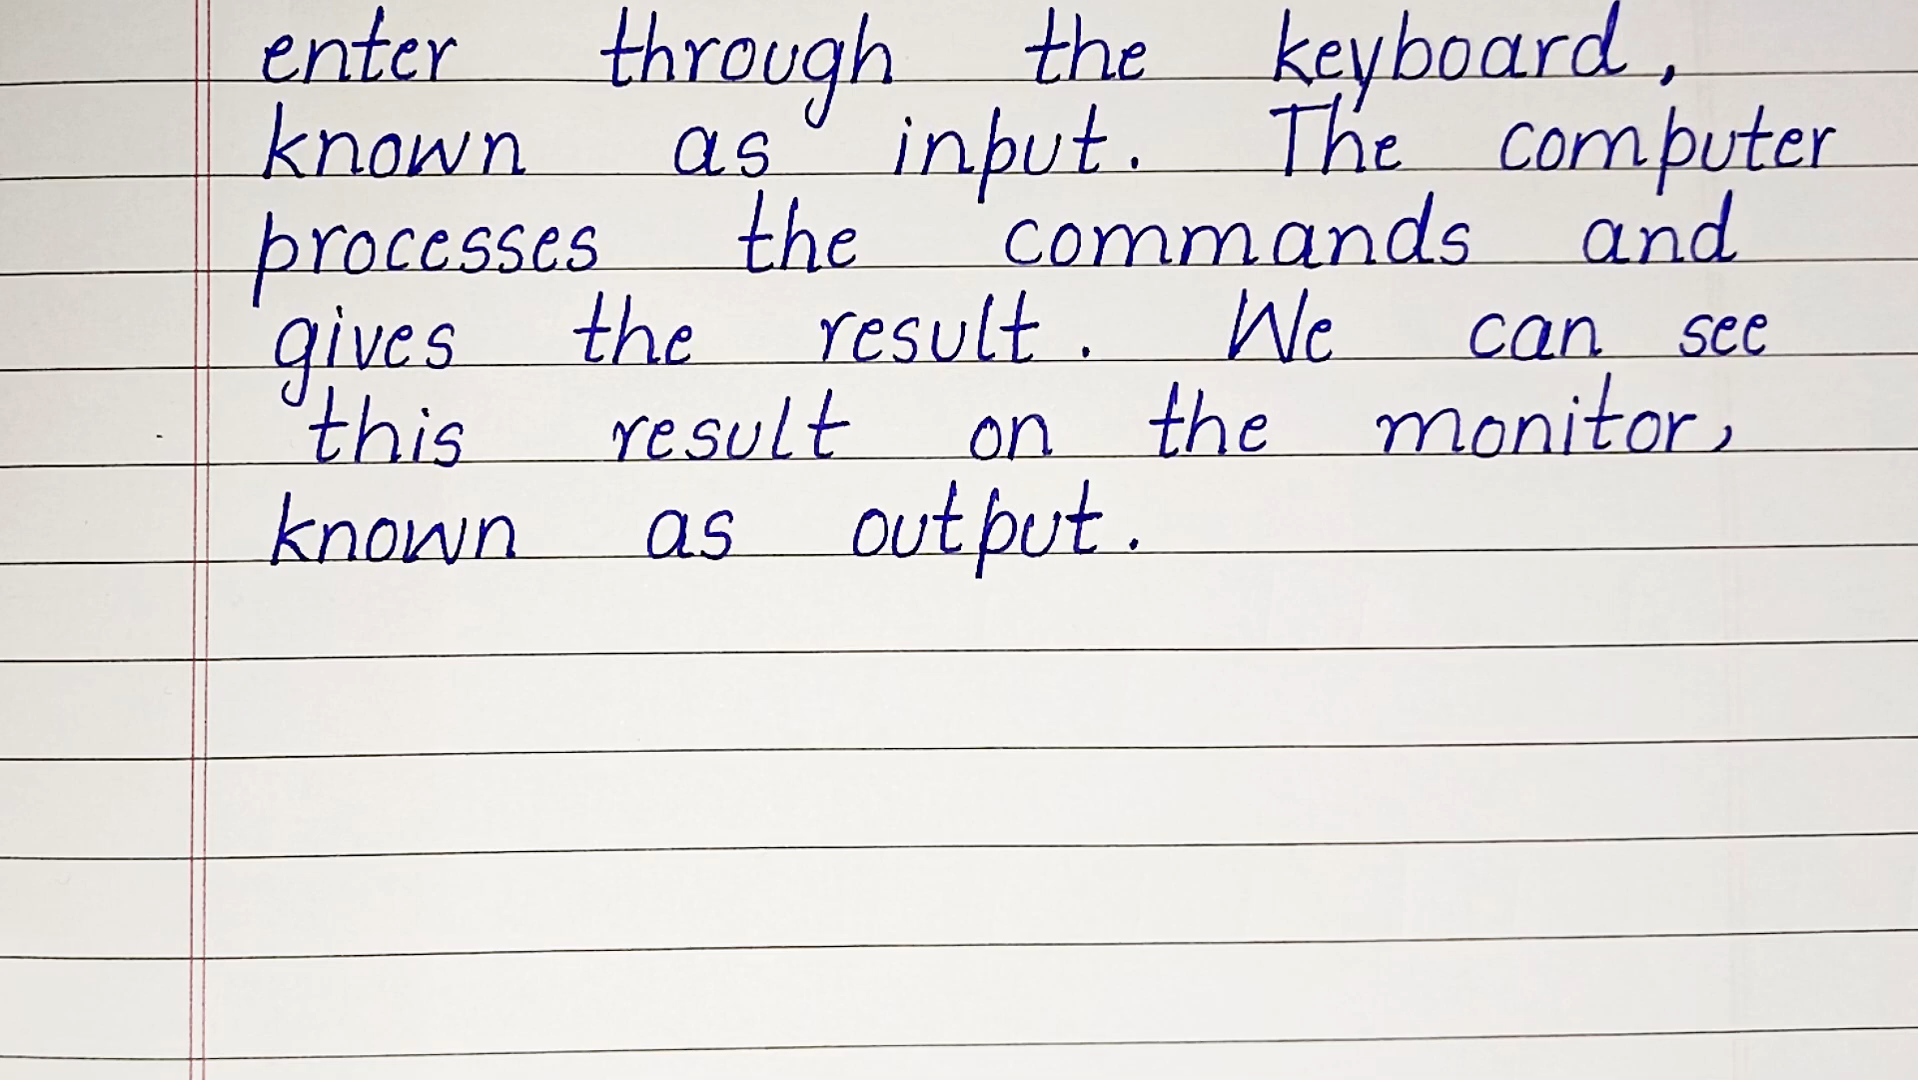 enter through the keyboard,
known as input. The computer
processes the commands and
gives the result. We can see
this result on the monitor,
known as output.